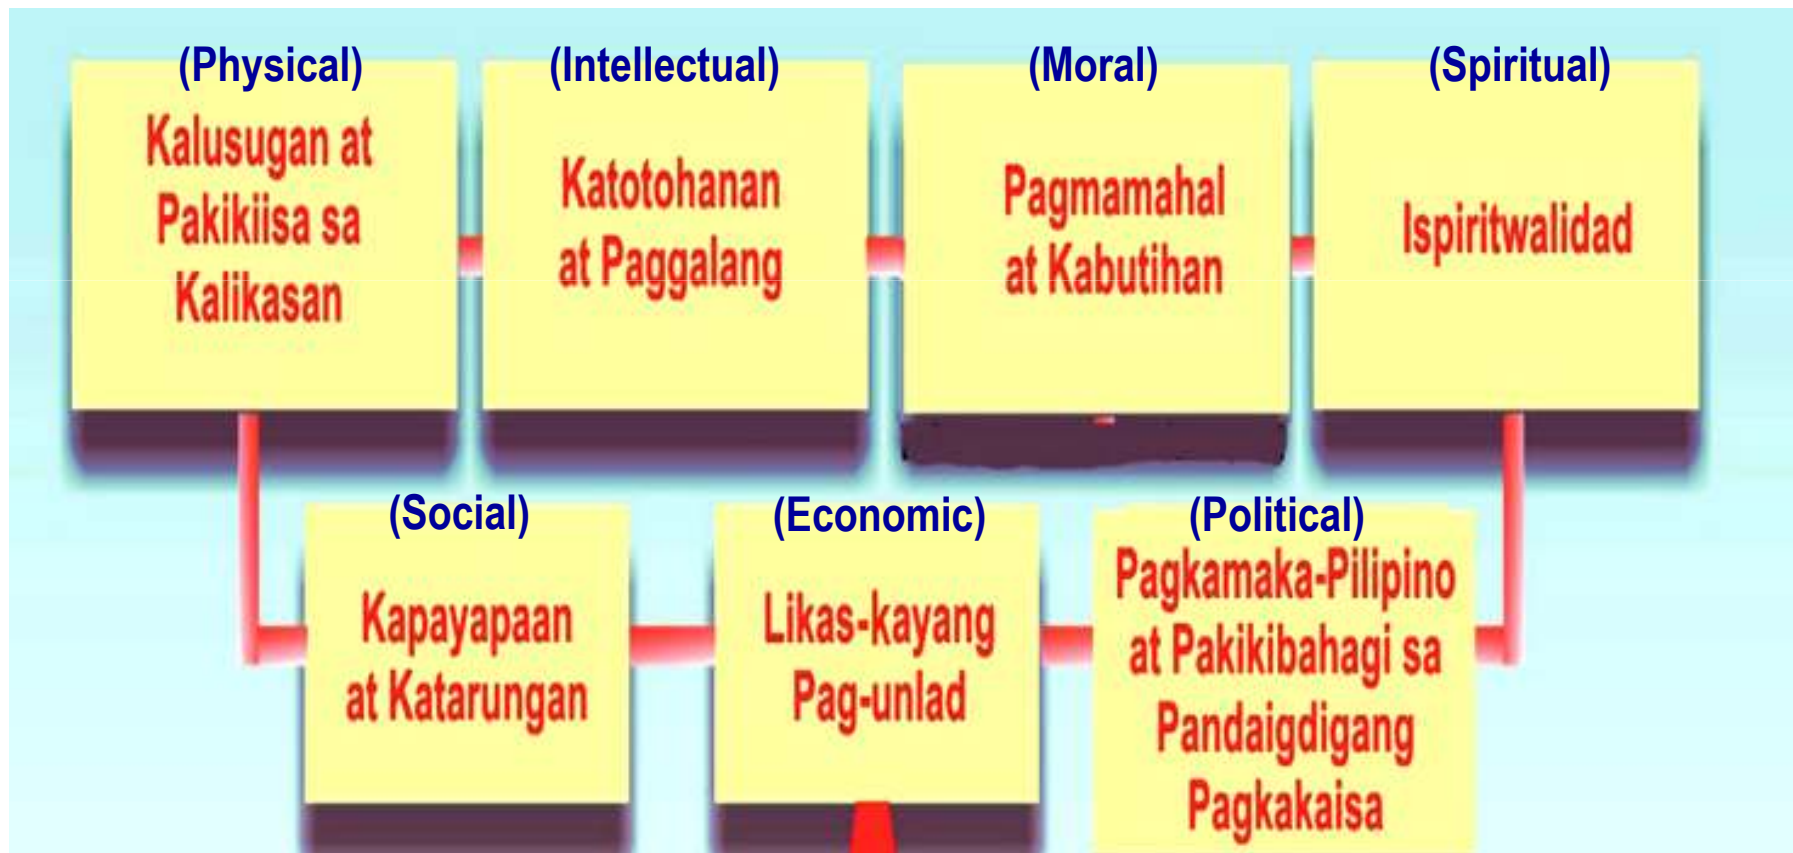 (Physical)
Kalusugan at
Pakikiisa sa
Kalikasan
(Intellectual)
Katotohanan
at Paggalang
(Moral)
Pagmamahal
at Kabutihan
(Spiritual)
Ispiritwalidad
(Social)
Kapayapaan
at Katarungan
(Economic)
Likas-kayang
Pag-unlad
(Political)
Pagkamaka-Pilipino
at Pakikibahagi sa
Pandaigdigang
Pagkakaisa